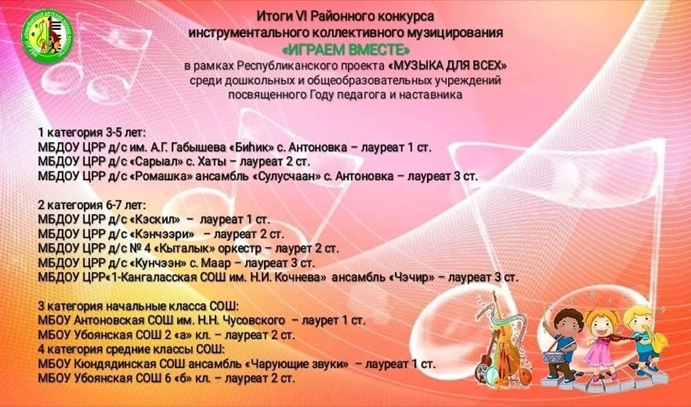 Итоги VI Районного конкурса
инструментального коллективного музицирования
«ИГРАЕМ ВМЕСТЕ»
в рамках Республиканского проекта «МУЗЫКА ДЛЯ ВСЕХ»
среди дошкольных и общеобразовательных учреждений
посвященного Году педагога и наставника
1 категория 3-5 лет:
МБДОУ ЦРР д/с им. А.Г. Габышева «Биһик» с. Антоновка – лауреат 1 ст.
МБДОУ ЦРР д/с «Сарыал» с. Хаты – лауреат 2 ст.
МБДОУ ЦРР д/с «Ромашка» ансамбль «Сулусчаан» с. Антоновка – лауреат 3 ст.
2 категория 6-7 лет:
МБДОУ ЦРР д/с «Кэскил» – лауреат 1 ст.
МБДОУ ЦРР д/с «Кэнчээри» – лауреат 2 ст.
МБДОУ ЦРР д/с № 4 «Кыталык» оркестр – лаурет 2 ст.
МБДОУ ЦРР д/с «Кунчээн» с. Маар – лауреат 3 ст.
МБДОУ ЦРР«1-Кангаласская СОШ им. Н.И. Кочнева» ансамбль «Чэчир» – лауреат 3 ст.
3 категория начальные класса СОШ:
МБОУ Антоновская СОШ им. Н.Н. Чусовского – лаурет 1 ст.
МБОУ Убоянская СОШ 2 «а» кл. – лауреат 2 ст.
4 категория средние классы СОШ:
МБОУ Кюндядинская СОШ ансамбль «Чарующие звуки» – лауреат 1 ст.
МБОУ Убоянская СОШ 6 «б» кл. – лауреат 2 ст.